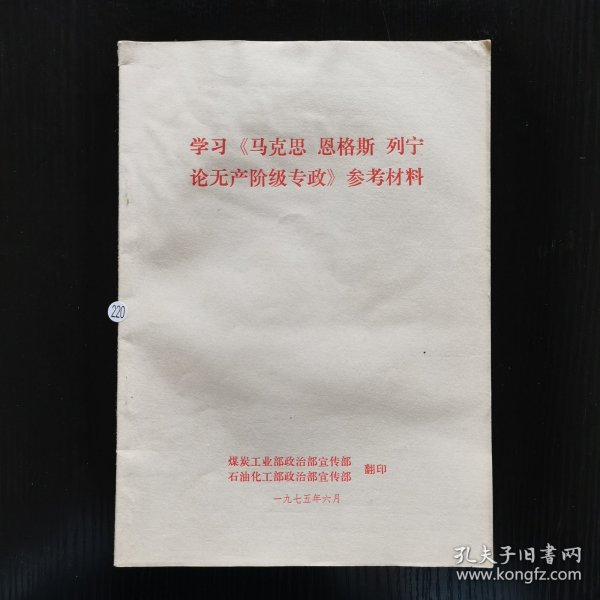 学习《马克思 恩格斯 列宁
论无产阶级专政》参考材料
220
煤炭工业部政治部宣传部
石油化工部政治部宣传部
翻印
一九七五年六月
孔夫子旧书网
www.kongfz.com